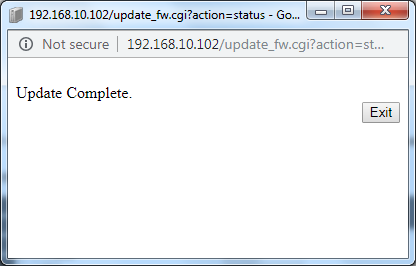 192.168.10.102/update_fw.cgi?action=status - Go...
Not secure 192.168.10.102/update_fw.cgi?action=st...
Update Complete.
Exit